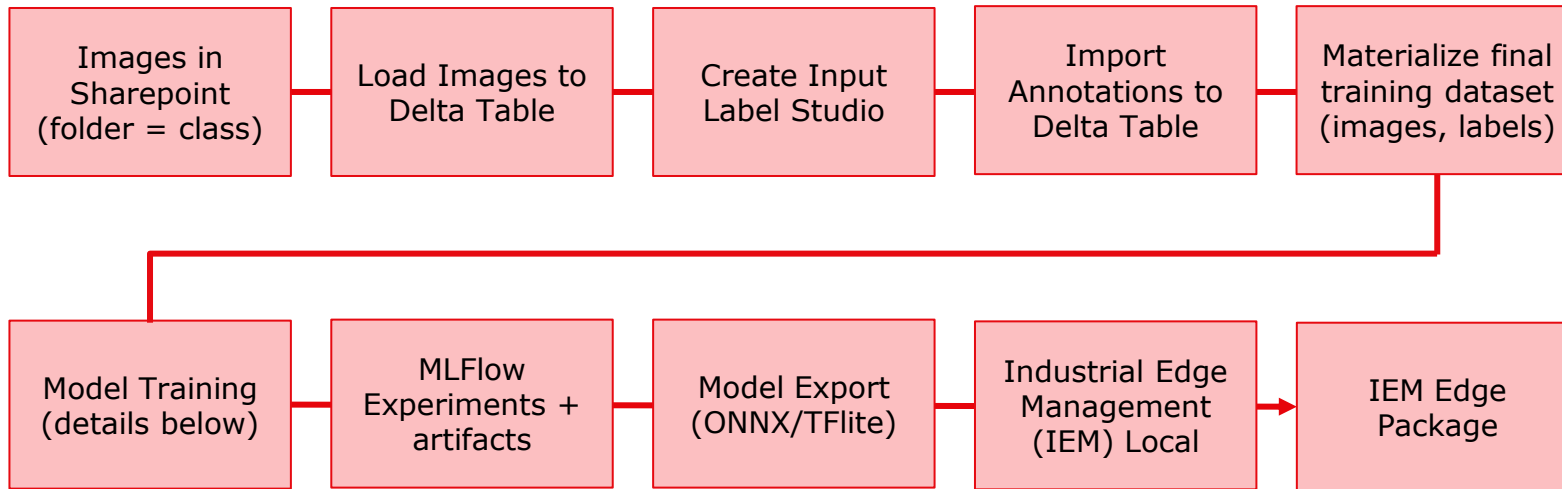 Images in
Sharepoint
(folder = class)
Load Images to
Delta Table
Create Input
Label Studio
Import
Annotations to
Delta Table
Materialize final
training dataset
(images, labels)
Model Training
(details below)
MLFlow
Experiments +
artifacts
Model Export
(ONNX/TFlite)
Industrial Edge
Management
(IEM) Local
IEM Edge
Package